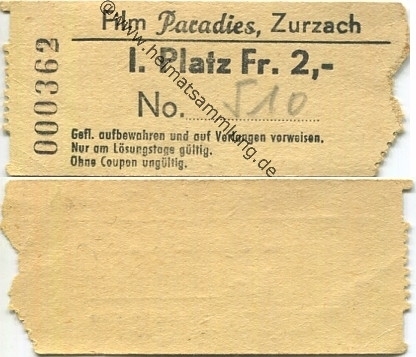 Film Paradies, Zurzach
I. Platz Fr. 2,-
No. 510
Gefl. aufbewahren und auf Verlangen vorweisen.
Nur am Lösungstage gültig.
Ohne Coupon ungültig.
000362
www.heimatsammlung.de